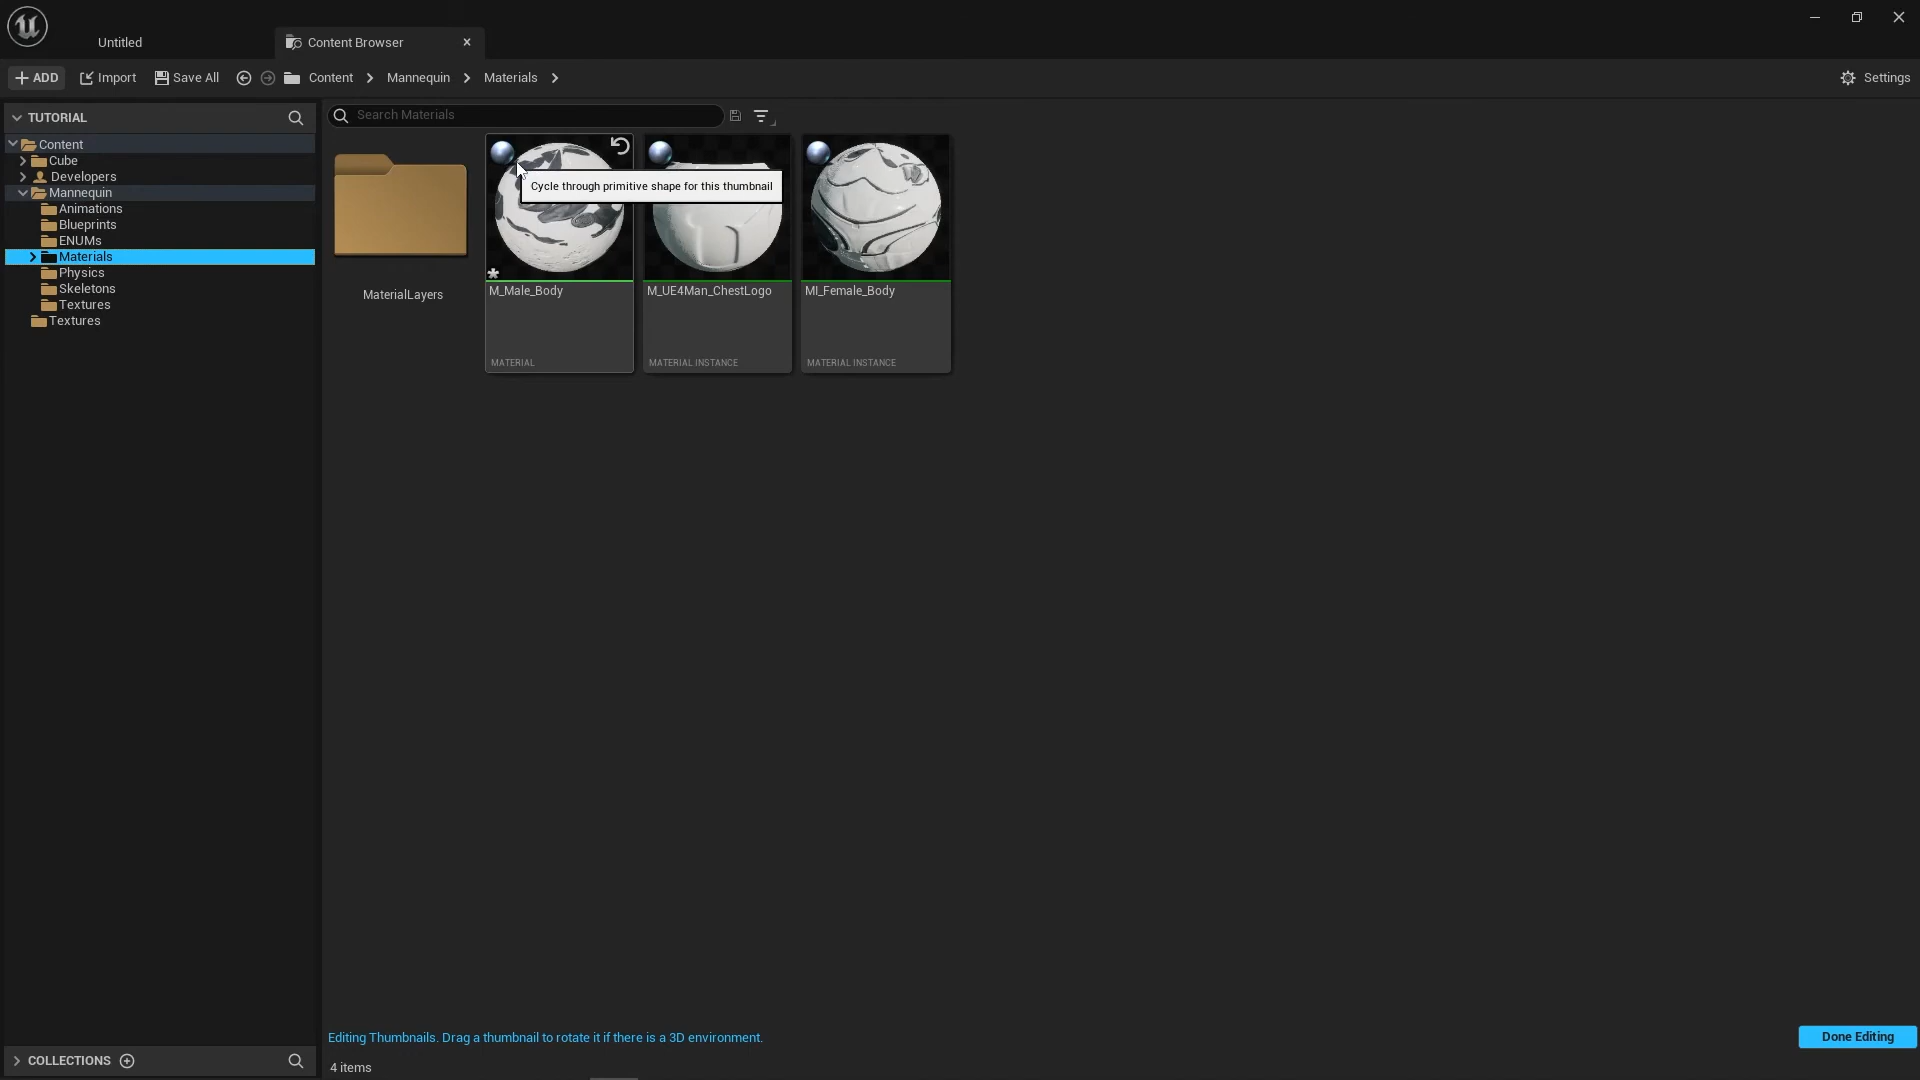 Untitled
Content Browser
ADD
Import
Save All
Content
Mannequin
Materials
Settings
TUTORIAL
Content
Cube
Developers
Mannequin
Animations
Blueprints
ENUMs
Materials
Physics
Skeletons
Textures
Textures
COLLECTIONS
Search Materials
Cycle through primitive shape for this thumbnail
MaterialLayers
M_Male_Body
MATERIAL
M_UE4Man_ChestLogo
MATERIAL INSTANCE
MI_Female_Body
MATERIAL INSTANCE
Editing Thumbnails. Drag a thumbnail to rotate it if there is a 3D environment.
Done Editing
4 items